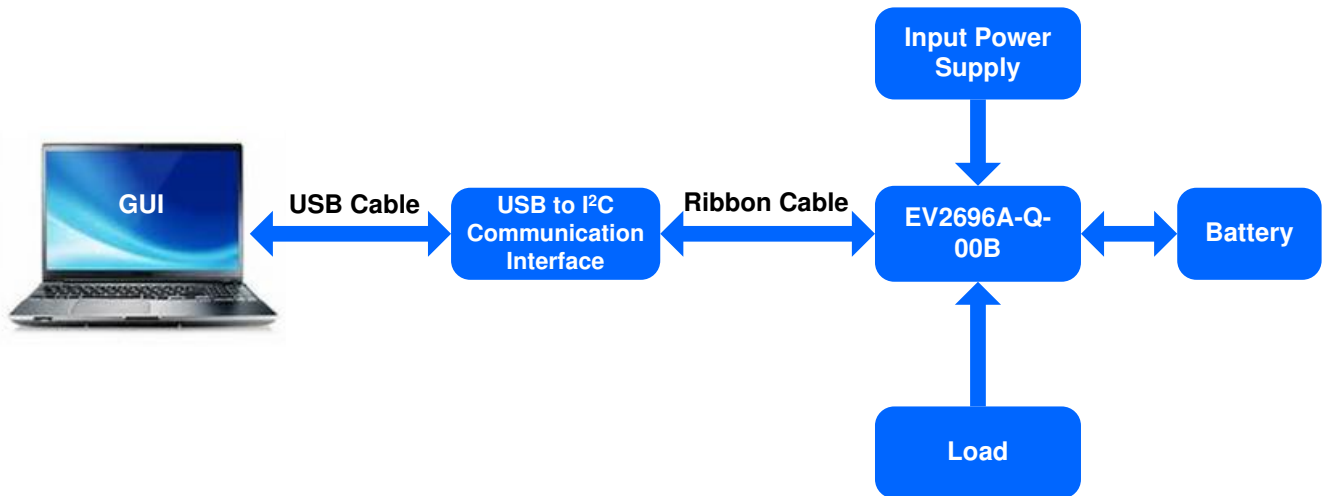 Input Power
Supply
GUI
USB Cable
USB to I²C
Communication
Interface
Ribbon Cable
EV2696A-Q-
00B
Battery
Load